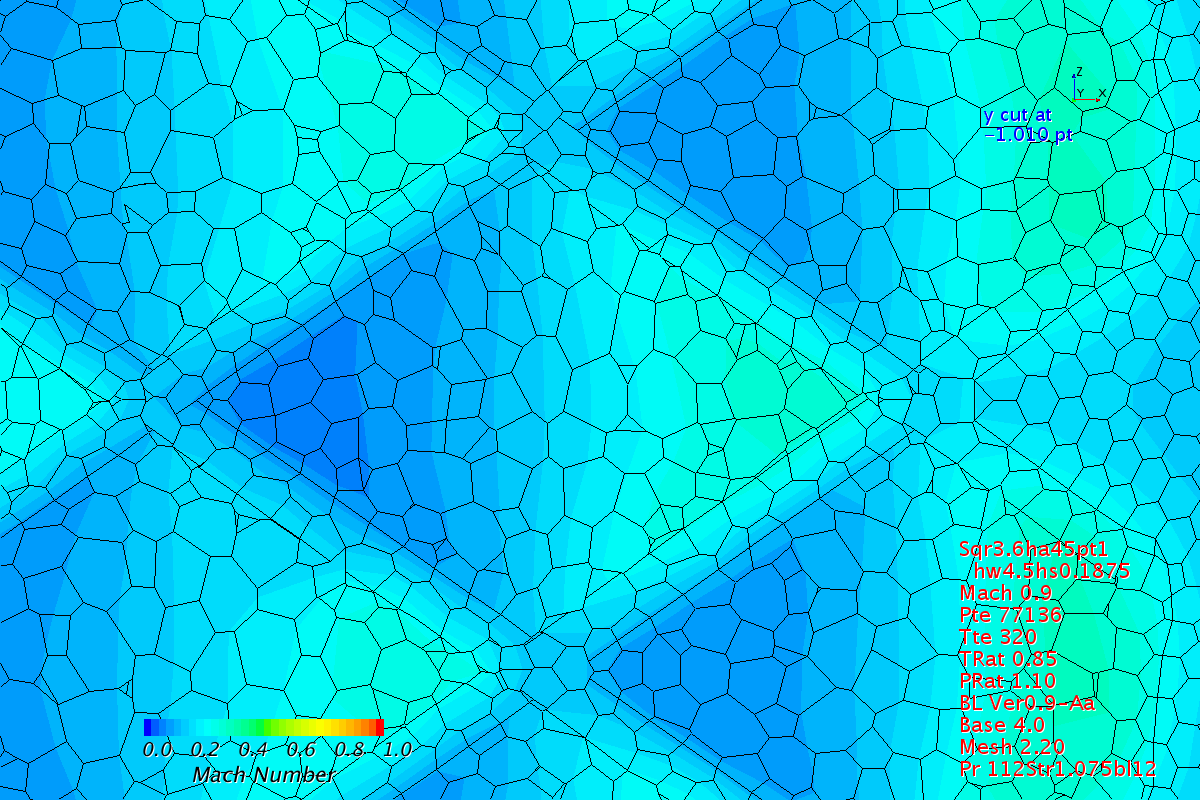 Z
Y X
y cut at
-1.010 pt
Sqr3.6ha45pt1
hw4.5hs0.1875
Mach 0.9
Pte 77136
Tte 320
TRat 0.85
PRat 1.10
BL Ver0.9-Aa
Base 4.0
Mesh 2.20
Pr 112Str1.075bl12
0.0 0.2 0.4 0.6 0.8 1.0
Mach Number